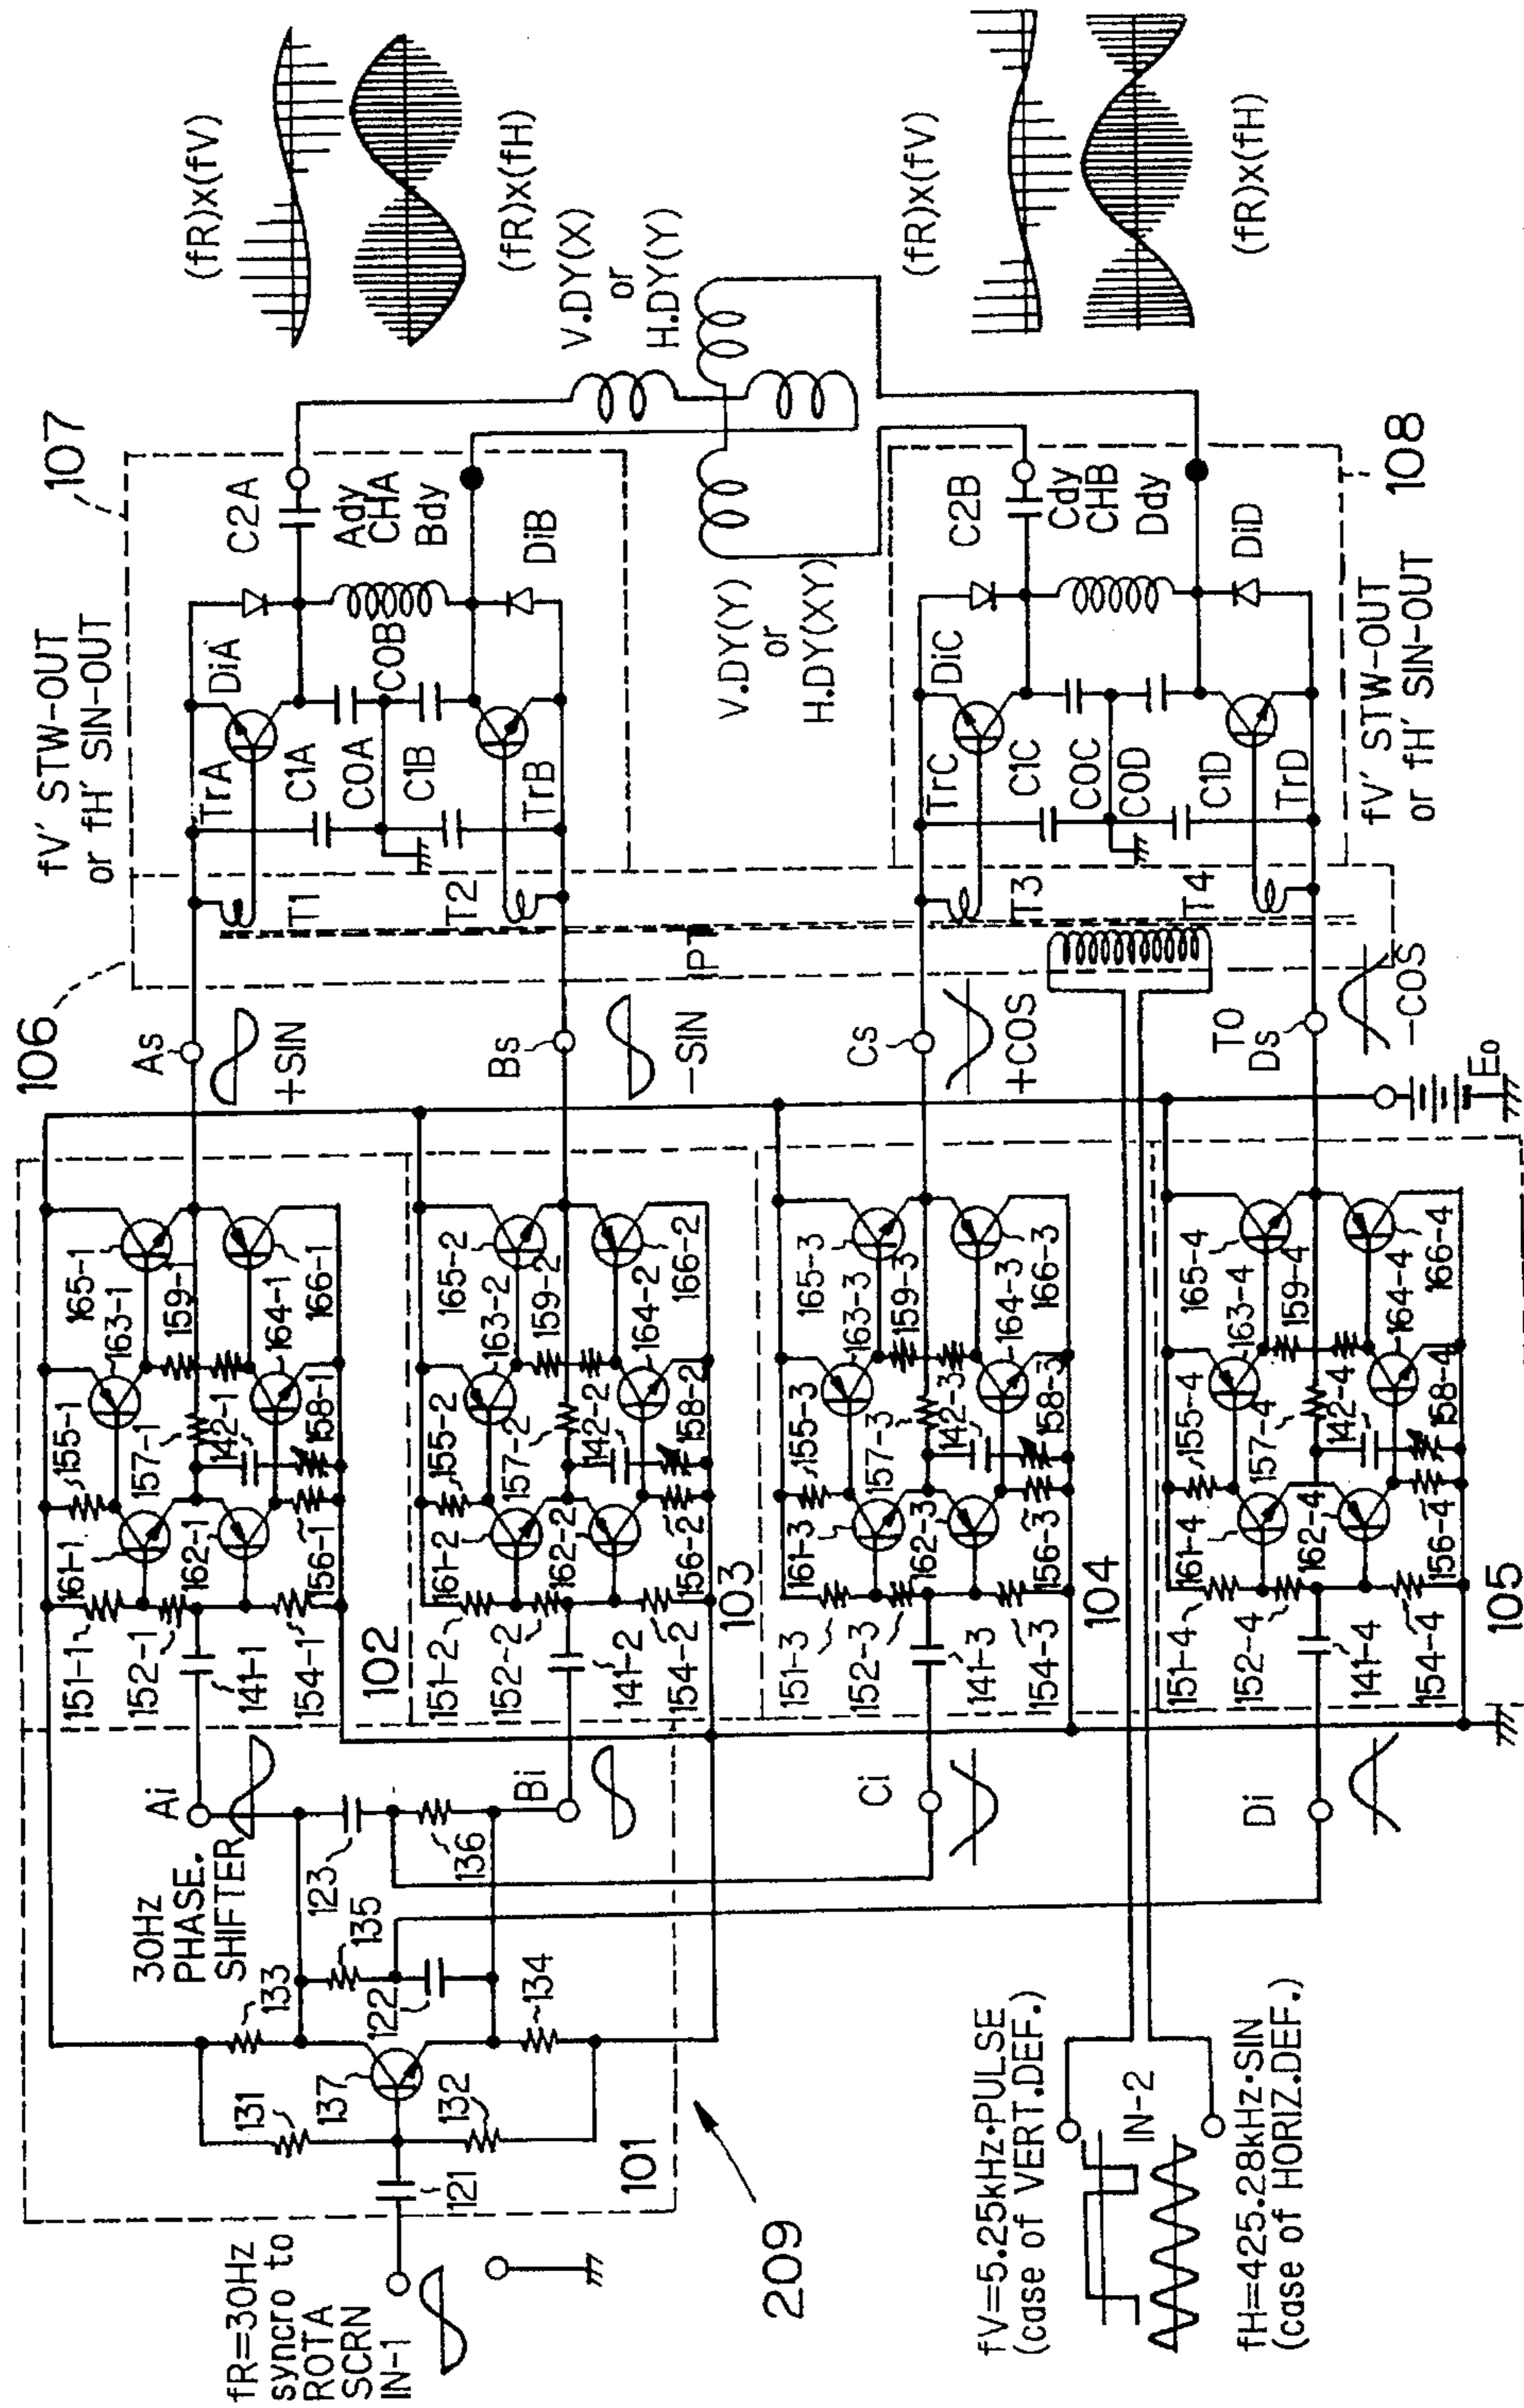 fR=30Hz
syncro to
ROTA
SCRN
IN-1
121
131
137
132
101
209
133
135
122
134
30Hz
PHASE.
SHIFTER
123
136
Ai
Bi
Ci
Di
fV=5.25kHz·PULSE
(case of VERT.DEF.)
IN-2
fH=425.28kHz·SIN
(case of HORIZ.DEF.)
151-1
152-1
141-1
154-1
102
161-1
162-1
156-1
155-1
157-1
142-1
158-1
163-1
164-1
165-1
159-1
166-1
151-2
152-2
141-2
154-2
103
161-2
162-2
156-2
155-2
157-2
142-2
158-2
163-2
164-2
165-2
159-2
166-2
151-3
152-3
141-3
154-3
104
161-3
162-3
156-3
155-3
157-3
142-3
158-3
163-3
164-3
165-3
159-3
166-3
151-4
152-4
141-4
154-4
105
161-4
162-4
156-4
155-4
157-4
142-4
158-4
163-4
164-4
165-4
159-4
166-4
Eo
106
As
+SIN
Bs
-SIN
Cs
+COS
TO
Ds
-COS
PT
T1
T2
T3
T4
fV' STW-OUT
or fH' SIN-OUT
107
TrA
DiA
C1A
C0A
C0B
C1B
TrB
DiB
C2A
Ady
CHA
Bdy
TrC
DiC
C1C
C0C
C0D
C1D
TrD
DiD
C2B
Cdy
CHB
Ddy
fV' STW-OUT
or fH' SIN-OUT
108
V.DY(X)
or
H.DY(Y)
V.DY(Y)
or
H.DY(XY)
(fR)x(fV)
(fR)x(fH)
(fR)x(fV)
(fR)x(fH)